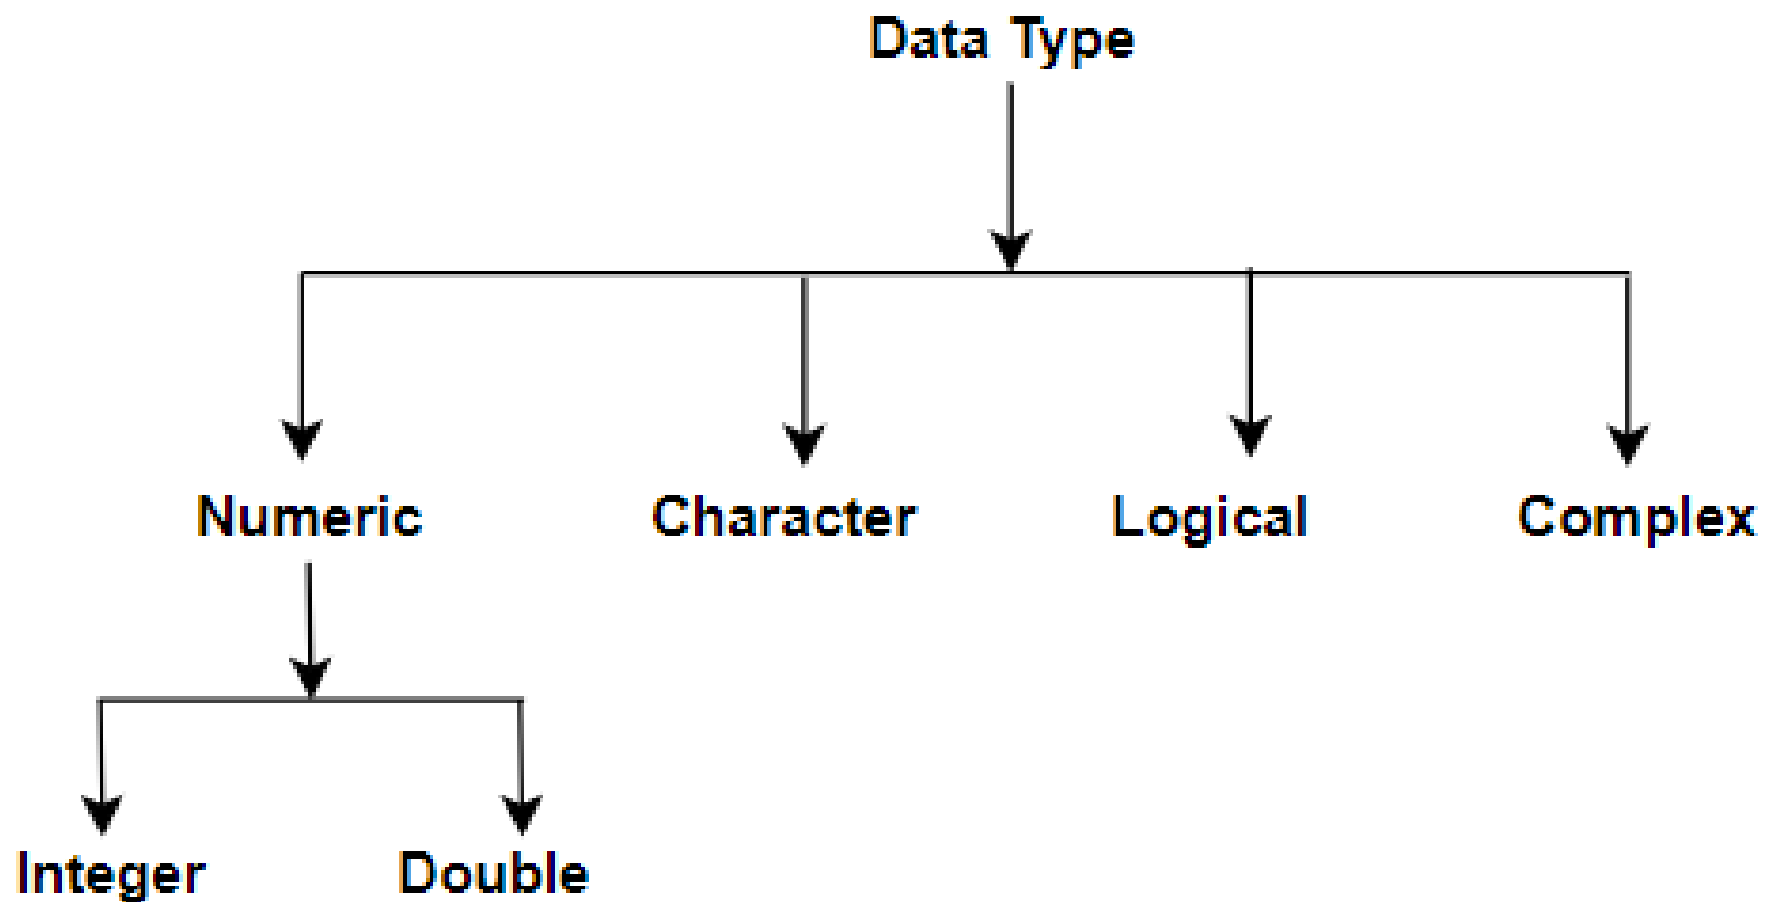 Data Type
Numeric
Character
Logical
Complex
Integer
Double